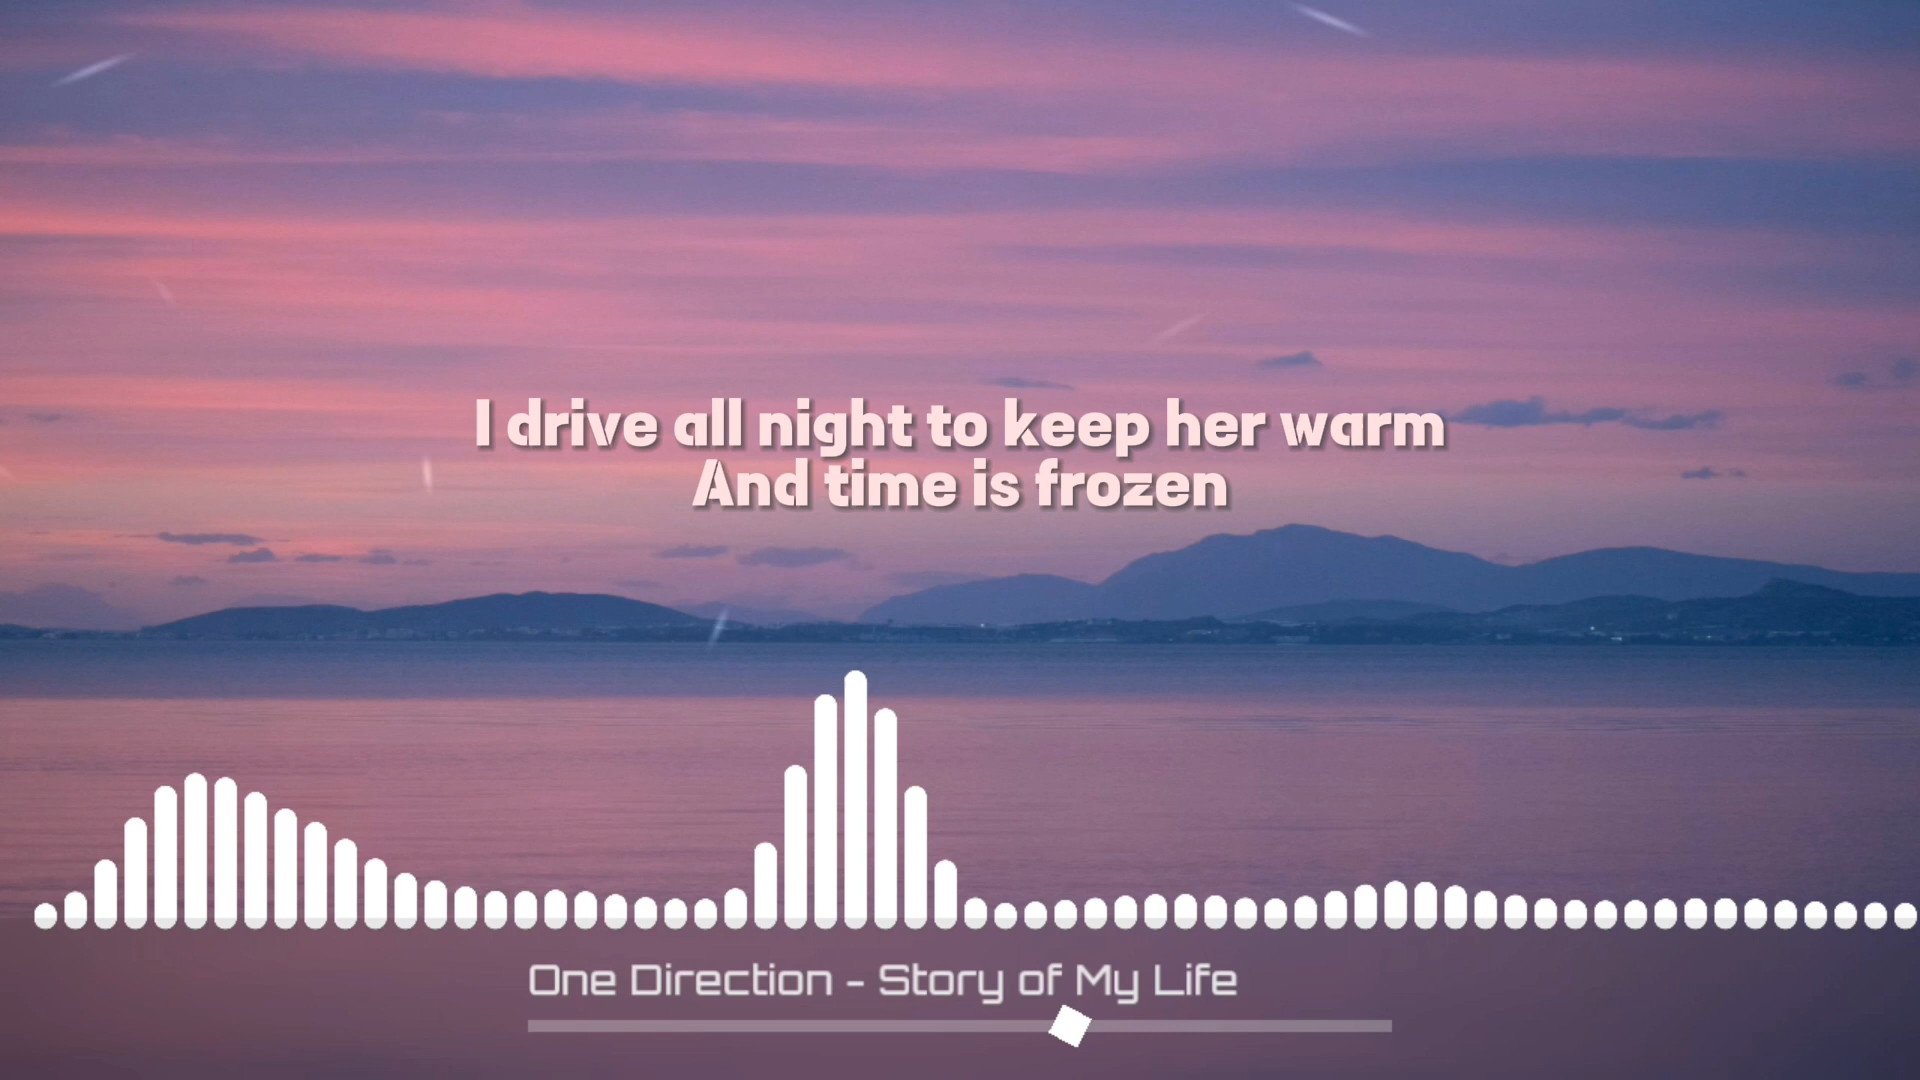 I drive all night to keep her warm
And time is frozen
One Direction - Story of My Life